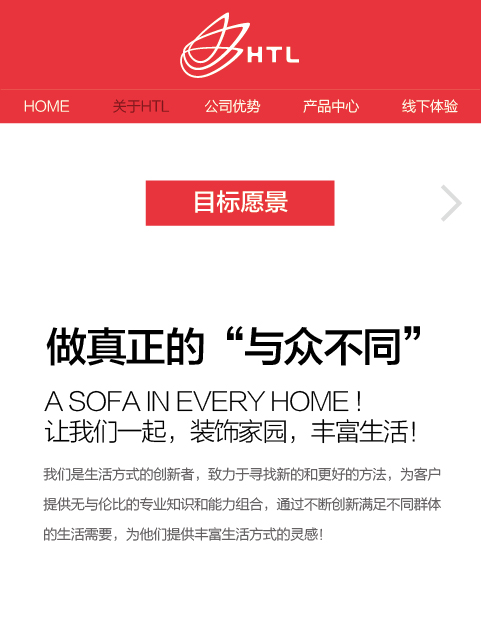 HTL
HOME 关于HTL 公司优势 产品中心 线下体验
目标愿景
做真正的“与众不同”
A SOFA IN EVERY HOME !
让我们一起，装饰家园，丰富生活！
我们是生活方式的创新者，致力于寻找新的和更好的方法，为客户
提供无与伦比的专业知识和能力组合，通过不断创新满足不同群体
的生活需要，为他们提供丰富生活方式的灵感！